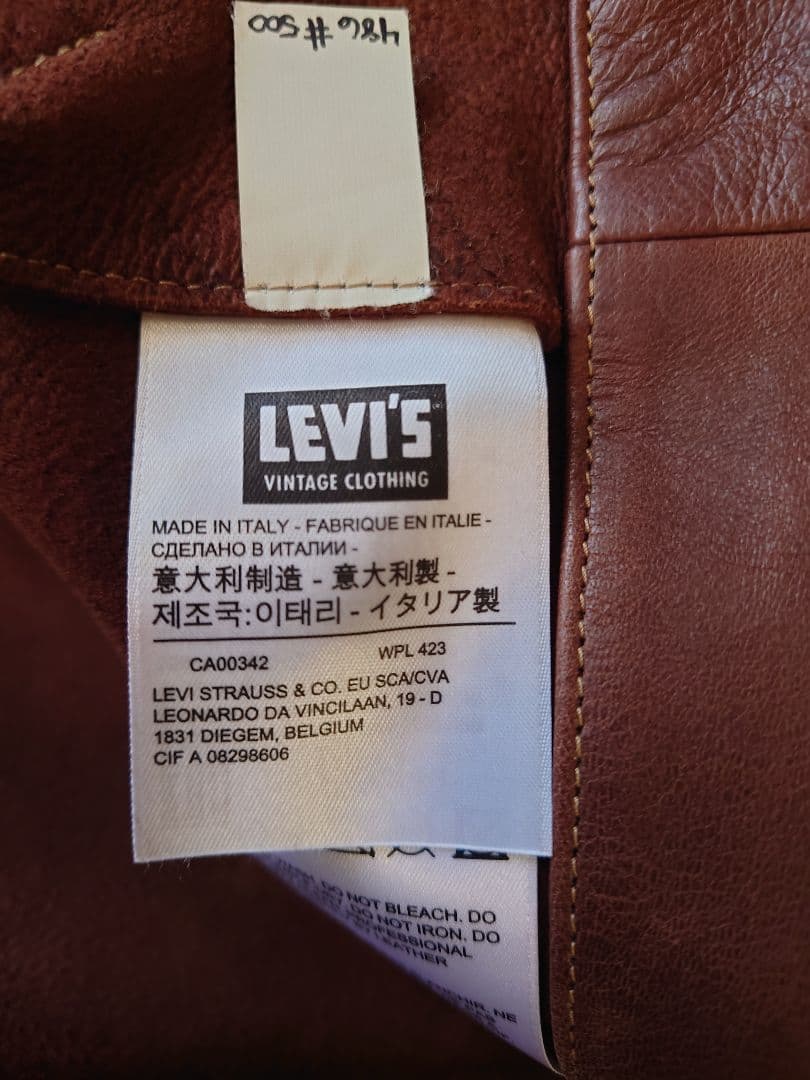 486 #500
LEVI'S
VINTAGE CLOTHING
MADE IN ITALY - FABRIQUE EN ITALIE -
СДЕЛАНО В ИТАЛИИ -
意大利制造 - 意大利製 -
제조국:이태리 - イタリア製
CA00342 WPL 423
LEVI STRAUSS & CO. EU SCA/CVA
LEONARDO DA VINCILAAN, 19 - D
1831 DIEGEM, BELGIUM
CIF A 08298606
DO NOT BLEACH. DO
DO NOT IRON. DO
PROFESSIONAL
LEATHER
NE